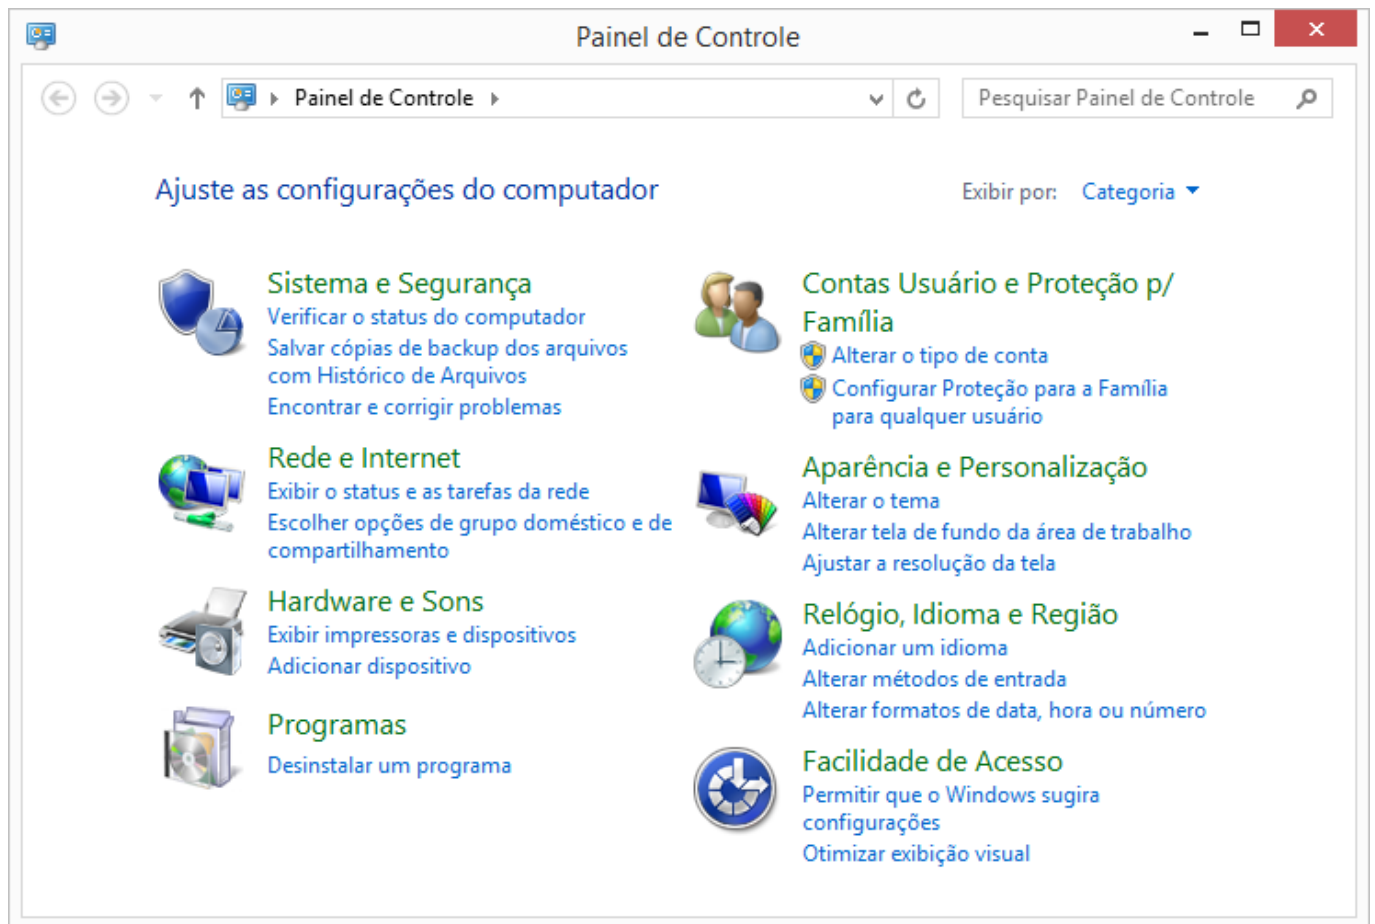 Painel de Controle
Painel de Controle
Pesquisar Painel de Controle
Ajuste as configurações do computador
Exibir por: Categoria
Sistema e Segurança
Verificar o status do computador
Salvar cópias de backup dos arquivos
com Histórico de Arquivos
Encontrar e corrigir problemas
Rede e Internet
Exibir o status e as tarefas da rede
Escolher opções de grupo doméstico e de
compartilhamento
Hardware e Sons
Exibir impressoras e dispositivos
Adicionar dispositivo
Programas
Desinstalar um programa
Contas Usuário e Proteção p/
Família
Alterar o tipo de conta
Configurar Proteção para a Família
para qualquer usuário
Aparência e Personalização
Alterar o tema
Alterar tela de fundo da área de trabalho
Ajustar a resolução da tela
Relógio, Idioma e Região
Adicionar um idioma
Alterar métodos de entrada
Alterar formatos de data, hora ou número
Facilidade de Acesso
Permitir que o Windows sugira
configurações
Otimizar exibição visual